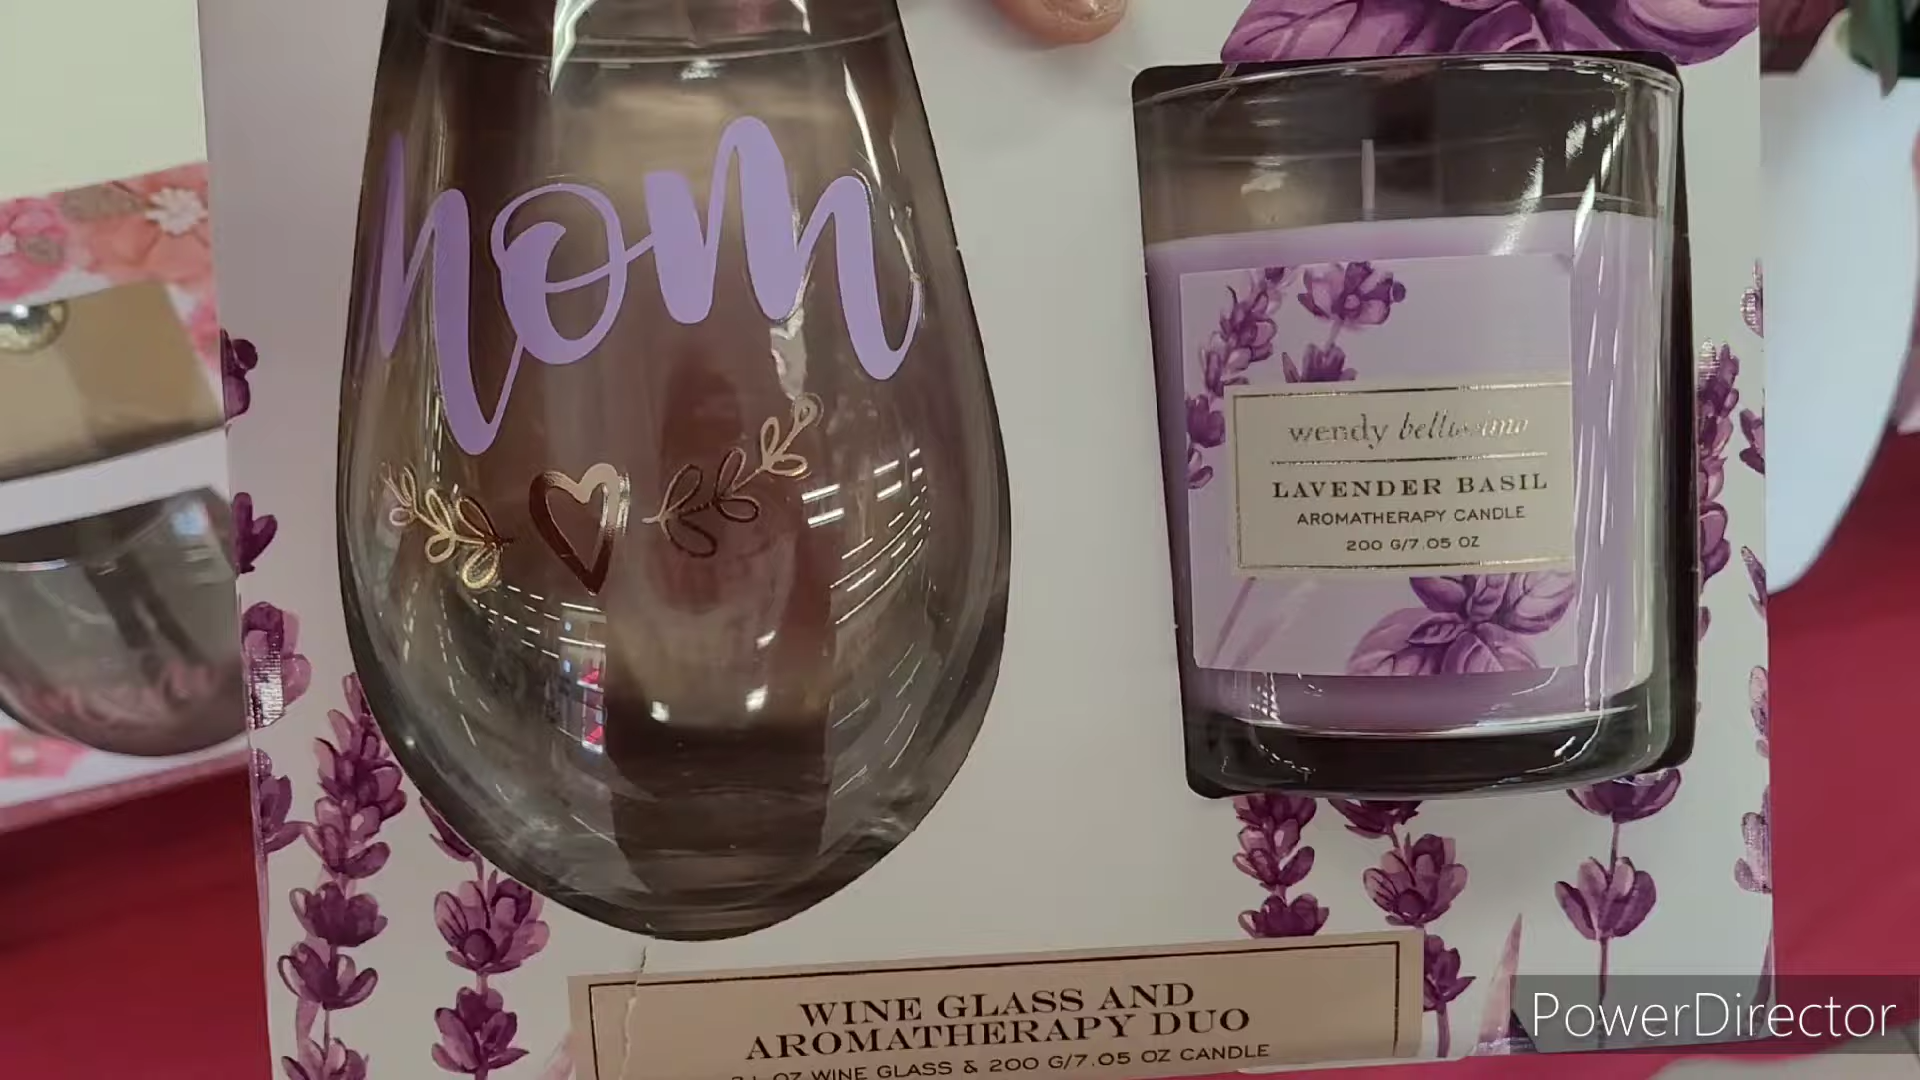 mom
wendy bellissimo
LAVENDER BASIL
AROMATHERAPY CANDLE
200 G/7.05 OZ
WINE GLASS AND
AROMATHERAPY DUO
OZ WINE GLASS & 200 G/7.05 OZ CANDLE
PowerDirector